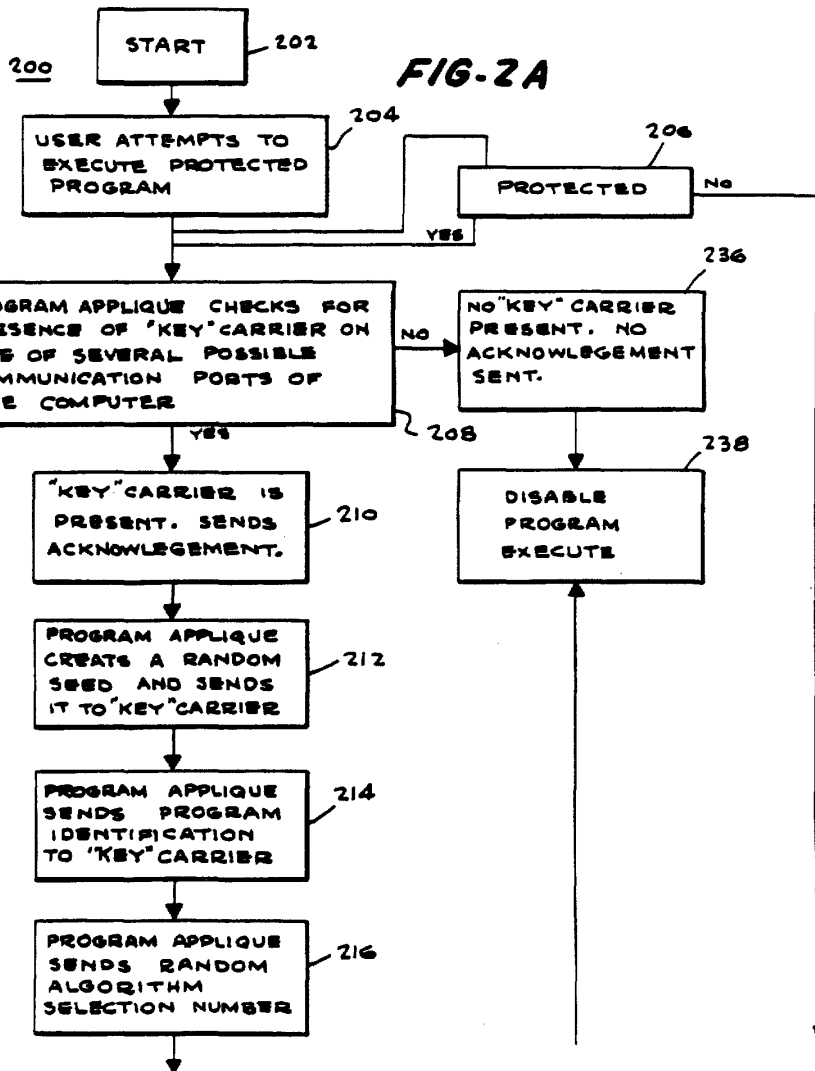 START
202
200
FIG-2A
204
USER ATTEMPTS TO
EXECUTE PROTECTED
PROGRAM
206
PROTECTED
NO
YES
OGRAM APPLIQUE CHECKS FOR
ESENCE OF "KEY" CARRIER ON
E OF SEVERAL POSSIBLE
MMUNICATION PORTS OF
E COMPUTER
NO
YES
208
236
NO "KEY" CARRIER
PRESENT. NO
ACKNOWLEGEMENT
SENT.
"KEY" CARRIER IS
PRESENT. SENDS
ACKNOWLEGEMENT.
210
238
DISABLE
PROGRAM
EXECUTE
PROGRAM APPLIQUE
CREATS A RANDOM
SEED AND SENDS
IT TO "KEY" CARRIER
212
PROGRAM APPLIQUE
SENDS PROGRAM
IDENTIFICATION
TO "KEY" CARRIER
214
PROGRAM APPLIQUE
SENDS RANDOM
ALGORITHM
SELECTION NUMBER
216